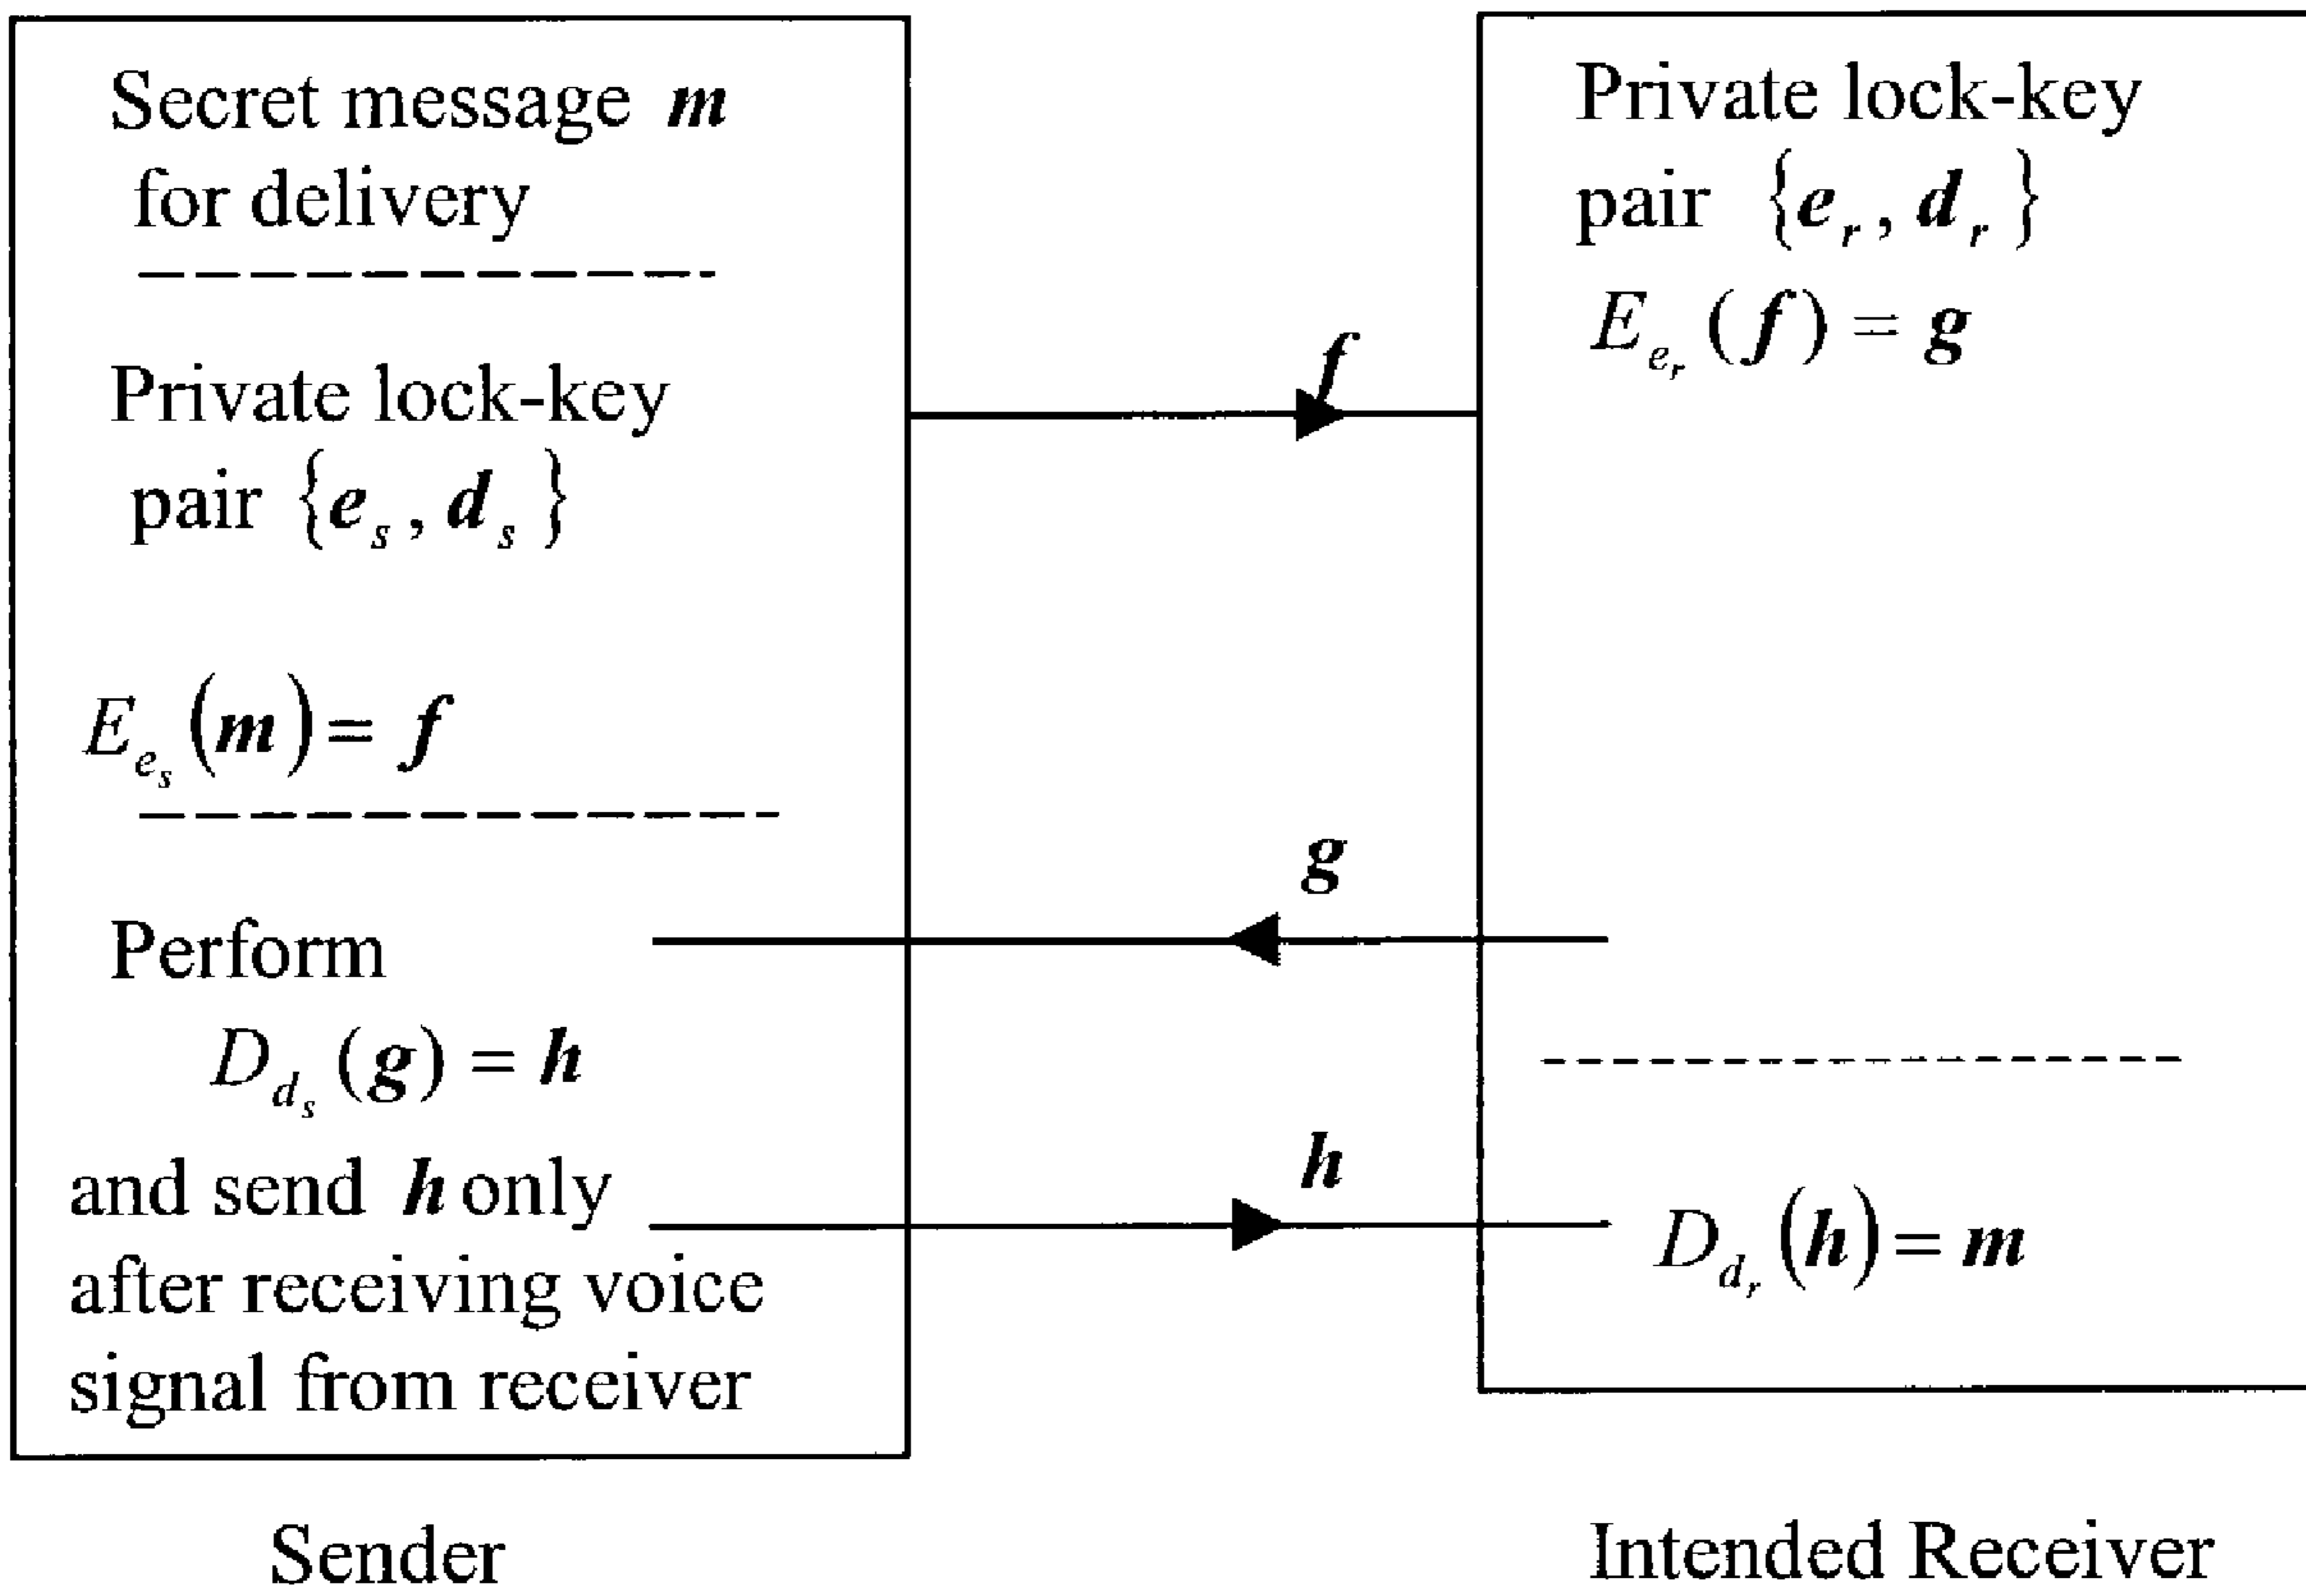 Secret message m
for delivery
Private lock-key
pair {e_s, d_s}
E_{e_s}(m) = f
Perform
D_{d_s}(g) = h
and send h only
after receiving voice
signal from receiver
Sender
f
g
h
Private lock-key
pair {e_r, d_r}
E_{e_r}(f) = g
D_{d_r}(h) = m
Intended Receiver